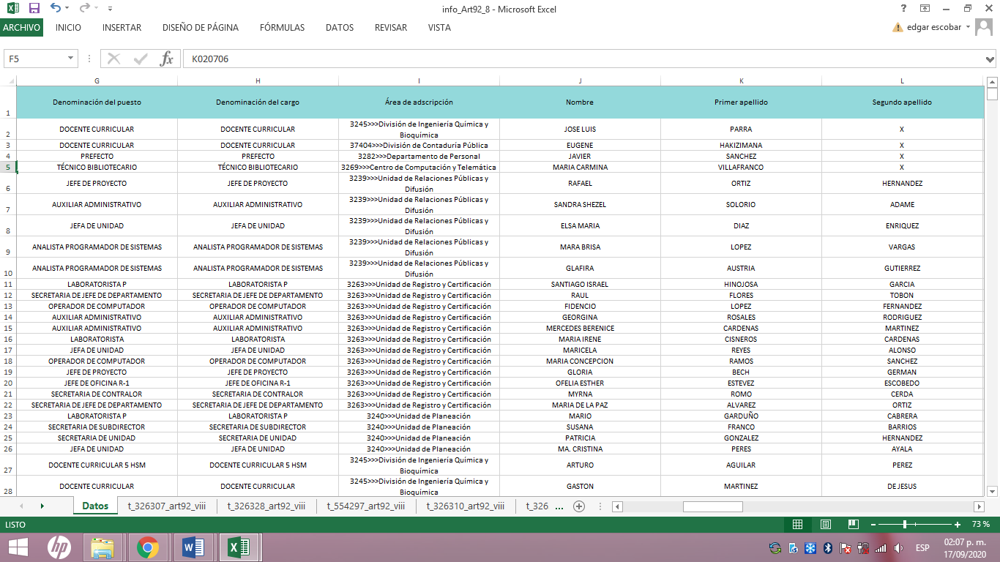 info_Art92_8 - Microsoft Excel
ARCHIVO INICIO INSERTAR DISEÑO DE PÁGINA FÓRMULAS DATOS REVISAR VISTA edgar escobar
F5 fx K020706
G H I J K L
1 Denominación del puesto Denominación del cargo Área de adscripción Nombre Primer apellido Segundo apellido
2 DOCENTE CURRICULAR DOCENTE CURRICULAR 3245>>>División de Ingeniería Química y Bioquímica JOSE LUIS PARRA X
3 DOCENTE CURRICULAR DOCENTE CURRICULAR 37404>>>División de Contaduría Pública EUGENE HAKIZIMANA X
4 PREFECTO PREFECTO 3282>>>Departamento de Personal JAVIER SANCHEZ X
5 TÉCNICO BIBLIOTECARIO TÉCNICO BIBLIOTECARIO 3269>>>Centro de Computación y Telemática MARIA CARMINA VILLAFRANCO X
6 JEFE DE PROYECTO JEFE DE PROYECTO 3239>>>Unidad de Relaciones Públicas y Difusión RAFAEL ORTIZ HERNANDEZ
7 AUXILIAR ADMINISTRATIVO AUXILIAR ADMINISTRATIVO 3239>>>Unidad de Relaciones Públicas y Difusión SANDRA SHEZEL SOLORIO ADAME
8 JEFA DE UNIDAD JEFA DE UNIDAD 3239>>>Unidad de Relaciones Públicas y Difusión ELSA MARIA DIAZ ENRIQUEZ
9 ANALISTA PROGRAMADOR DE SISTEMAS ANALISTA PROGRAMADOR DE SISTEMAS 3239>>>Unidad de Relaciones Públicas y Difusión MARA BRISA LOPEZ VARGAS
10 ANALISTA PROGRAMADOR DE SISTEMAS ANALISTA PROGRAMADOR DE SISTEMAS 3239>>>Unidad de Relaciones Públicas y Difusión GLAFIRA AUSTRIA GUTIERREZ
11 LABORATORISTA P LABORATORISTA P 3263>>>Unidad de Registro y Certificación SANTIAGO ISRAEL HINOJOSA GARCIA
12 SECRETARIA DE JEFE DE DEPARTAMENTO SECRETARIA DE JEFE DE DEPARTAMENTO 3263>>>Unidad de Registro y Certificación RAUL FLORES TOBON
13 OPERADOR DE COMPUTADOR OPERADOR DE COMPUTADOR 3263>>>Unidad de Registro y Certificación FIDENCIO LOPEZ FERNANDEZ
14 AUXILIAR ADMINISTRATIVO AUXILIAR ADMINISTRATIVO 3263>>>Unidad de Registro y Certificación GEORGINA ROSALES RODRIGUEZ
15 AUXILIAR ADMINISTRATIVO AUXILIAR ADMINISTRATIVO 3263>>>Unidad de Registro y Certificación MERCEDES BERENICE CARDENAS MARTINEZ
16 LABORATORISTA LABORATORISTA 3263>>>Unidad de Registro y Certificación MARIA IRENE CISNEROS CARDENAS
17 JEFA DE UNIDAD JEFA DE UNIDAD 3263>>>Unidad de Registro y Certificación MARICELA REYES ALONSO
18 OPERADOR DE COMPUTADOR OPERADOR DE COMPUTADOR 3263>>>Unidad de Registro y Certificación MARIA CONCEPCION RAMOS SANCHEZ
19 JEFE DE PROYECTO JEFE DE PROYECTO 3263>>>Unidad de Registro y Certificación GLORIA BECH GERMAN
20 JEFE DE OFICINA R-1 JEFE DE OFICINA R-1 3263>>>Unidad de Registro y Certificación OFELIA ESTHER ESTEVEZ ESCOBEDO
21 SECRETARIA DE CONTRALOR SECRETARIA DE CONTRALOR 3263>>>Unidad de Registro y Certificación MYRNA ROMO CERDA
22 SECRETARIA DE JEFE DE DEPARTAMENTO SECRETARIA DE JEFE DE DEPARTAMENTO 3263>>>Unidad de Registro y Certificación MARIA DE LA PAZ ALVAREZ ORTIZ
23 LABORATORISTA P LABORATORISTA P 3240>>>Unidad de Planeación MARIO GARDUÑO CABRERA
24 SECRETARIA DE SUBDIRECTOR SECRETARIA DE SUBDIRECTOR 3240>>>Unidad de Planeación SUSANA FRANCO BARRIOS
25 SECRETARIA DE UNIDAD SECRETARIA DE UNIDAD 3240>>>Unidad de Planeación PATRICIA GONZALEZ HERNANDEZ
26 JEFA DE UNIDAD JEFA DE UNIDAD 3240>>>Unidad de Planeación MA. CRISTINA PERES AYALA
27 DOCENTE CURRICULAR 5 HSM DOCENTE CURRICULAR 5 HSM 3245>>>División de Ingeniería Química y Bioquímica ARTURO AGUILAR PEREZ
28 DOCENTE CURRICULAR DOCENTE CURRICULAR 3245>>>División de Ingeniería Química y Bioquímica GASTON MARTINEZ DE JESUS
Datos t_326307_art92_viii t_326328_art92_viii t_554297_art92_viii t_326310_art92_viii t_326 ...
LISTO 73 %
hp ESP 02:07 p. m.
17/09/2020